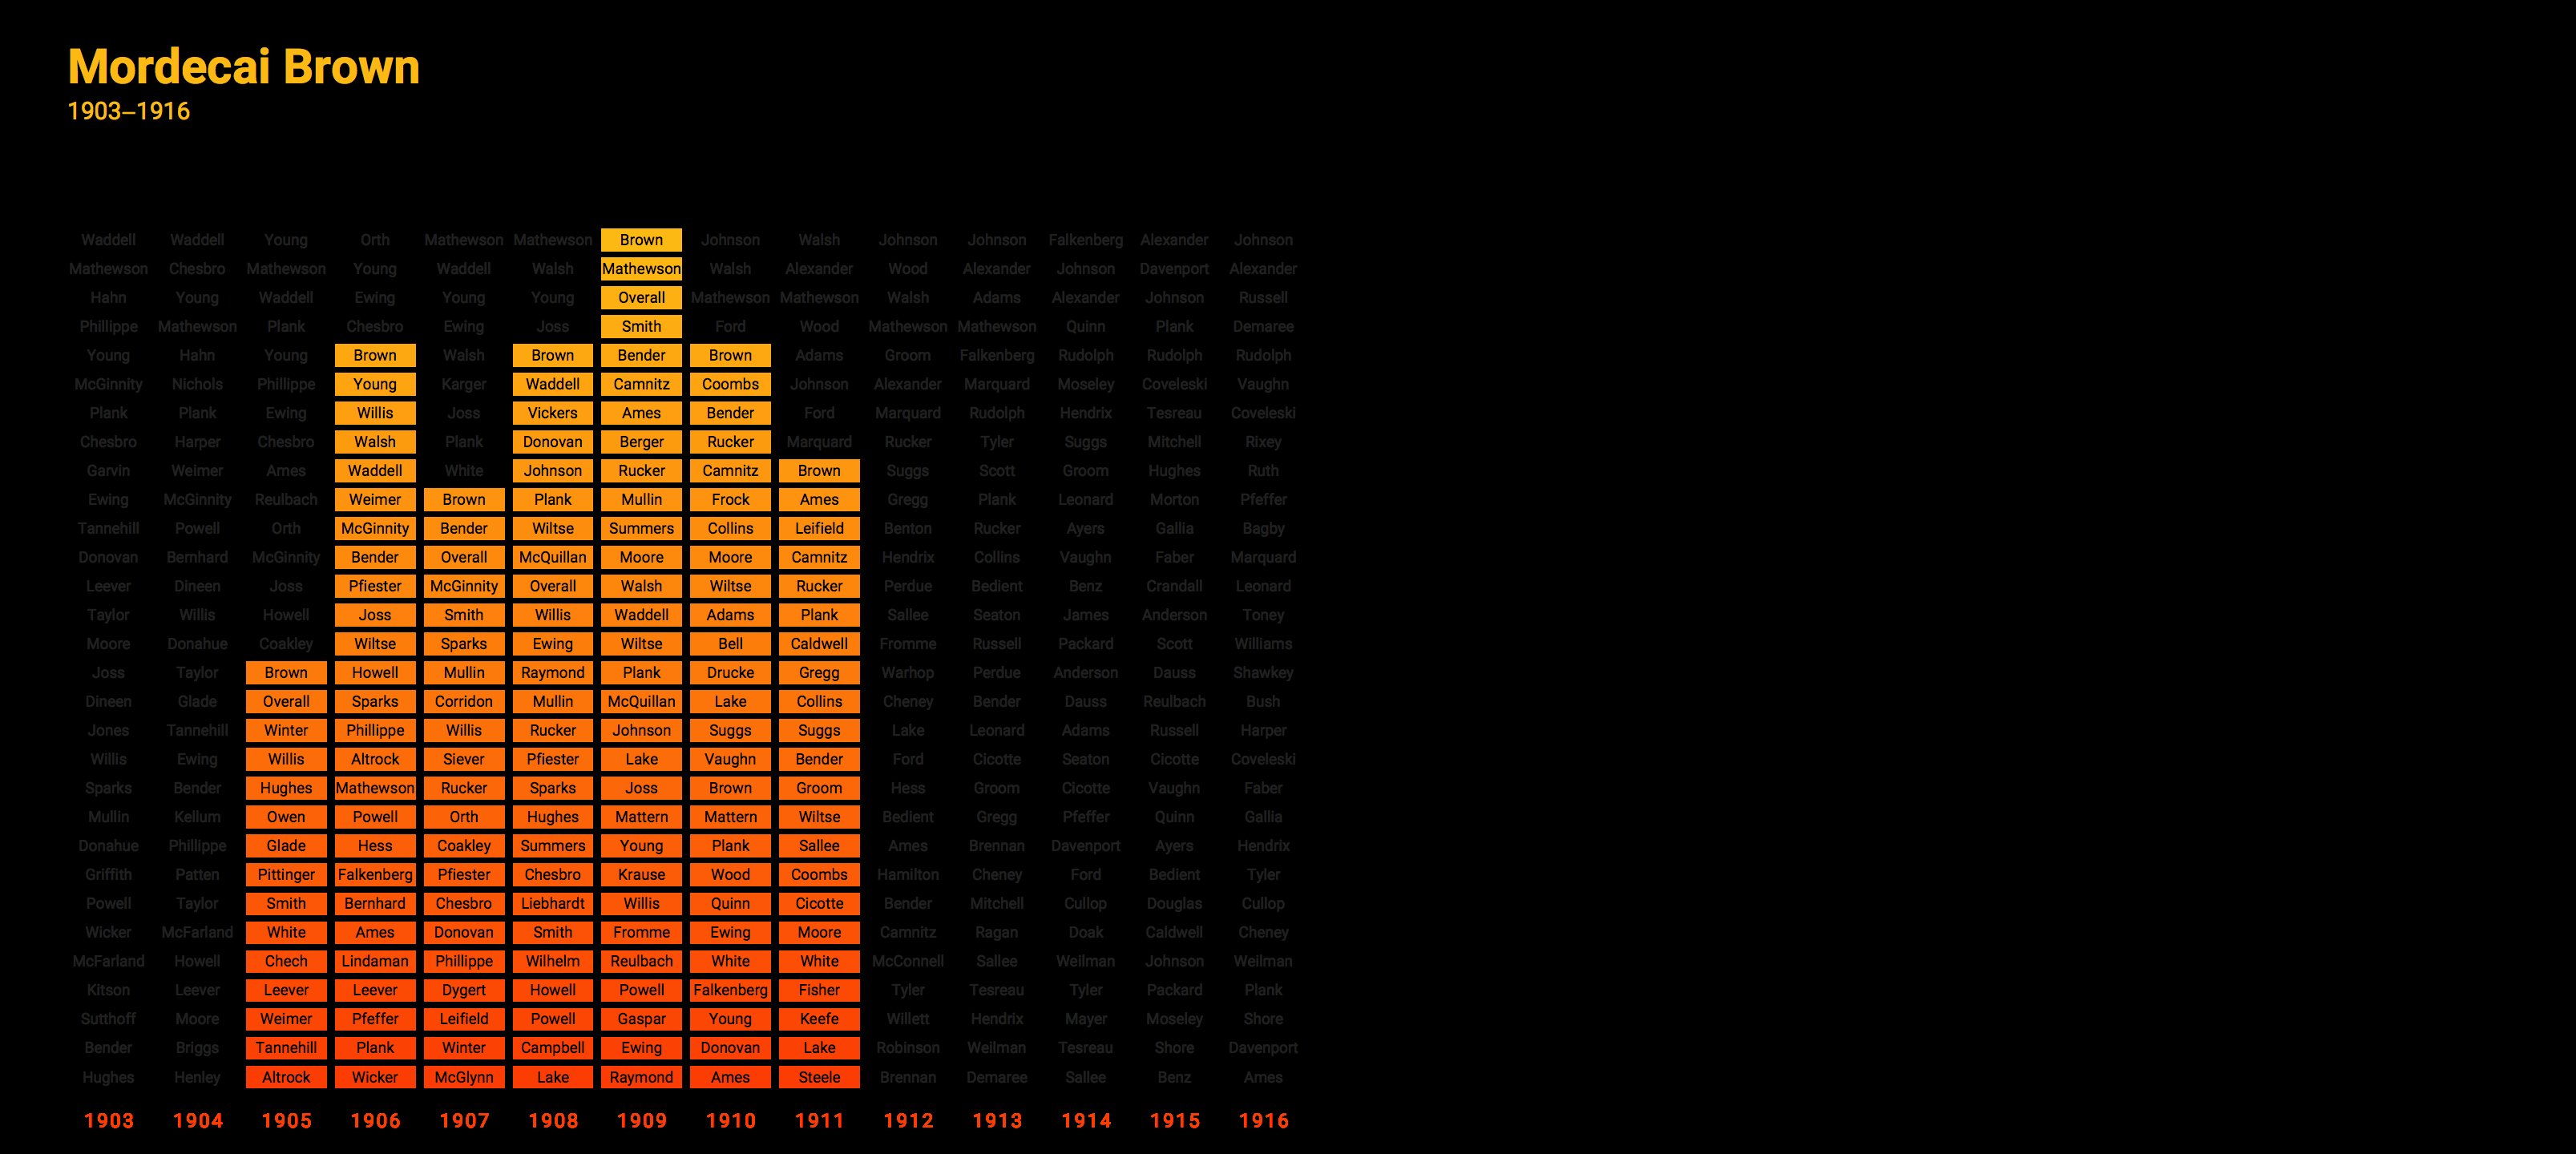 Mordecai Brown
1903–1916
Waddell Waddell Young Orth Mathewson Mathewson Brown Johnson Walsh Johnson Johnson Falkenberg Alexander Johnson
Mathewson Chesbro Mathewson Young Waddell Walsh Mathewson Walsh Alexander Wood Alexander Johnson Davenport Alexander
Hahn Young Waddell Ewing Young Young Overall Mathewson Mathewson Walsh Adams Alexander Johnson Russell
Phillippe Mathewson Plank Chesbro Ewing Joss Smith Ford Wood Mathewson Mathewson Quinn Plank Demaree
Young Hahn Young Brown Walsh Brown Bender Brown Adams Groom Falkenberg Rudolph Rudolph Rudolph
McGinnity Nichols Phillippe Young Karger Waddell Camnitz Coombs Johnson Alexander Marquard Moseley Coveleski Vaughn
Plank Plank Ewing Willis Joss Vickers Ames Bender Ford Marquard Rudolph Hendrix Tesreau Coveleski
Chesbro Harper Chesbro Walsh Plank Donovan Berger Rucker Marquard Rucker Tyler Suggs Mitchell Rixey
Garvin Weimer Ames Waddell White Johnson Rucker Camnitz Brown Suggs Scott Groom Hughes Ruth
Ewing McGinnity Reulbach Weimer Brown Plank Mullin Frock Ames Gregg Plank Leonard Morton Pfeffer
Tannehill Powell Orth McGinnity Bender Wiltse Summers Collins Leifield Benton Rucker Ayers Gallia Bagby
Donovan Bernhard McGinnity Bender Overall McQuillan Moore Moore Camnitz Hendrix Collins Vaughn Faber Marquard
Leever Dineen Joss Pfiester McGinnity Overall Walsh Wiltse Rucker Perdue Bedient Benz Crandall Leonard
Taylor Willis Howell Joss Smith Willis Waddell Adams Plank Sallee Seaton James Anderson Toney
Moore Donahue Coakley Wiltse Sparks Ewing Wiltse Bell Caldwell Fromme Russell Packard Scott Williams
Joss Taylor Brown Howell Mullin Raymond Plank Drucke Gregg Warhop Perdue Anderson Dauss Shawkey
Dineen Glade Overall Sparks Corridon Mullin McQuillan Lake Collins Cheney Bender Dauss Reulbach Bush
Jones Tannehill Winter Phillippe Willis Rucker Johnson Suggs Suggs Lake Leonard Adams Russell Harper
Willis Ewing Willis Altrock Siever Pfiester Lake Vaughn Bender Ford Cicotte Seaton Cicotte Coveleski
Sparks Bender Hughes Mathewson Rucker Sparks Joss Brown Groom Hess Groom Cicotte Vaughn Faber
Mullin Kellum Owen Powell Orth Hughes Mattern Mattern Wiltse Bedient Gregg Pfeffer Quinn Gallia
Donahue Phillippe Glade Hess Coakley Summers Young Plank Sallee Ames Brennan Davenport Ayers Hendrix
Griffith Patten Pittinger Falkenberg Pfiester Chesbro Krause Wood Coombs Hamilton Cheney Ford Bedient Tyler
Powell Taylor Smith Bernhard Chesbro Liebhardt Willis Quinn Cicotte Bender Mitchell Cullop Douglas Cullop
Wicker McFarland White Ames Donovan Smith Fromme Ewing Moore Camnitz Ragan Doak Caldwell Cheney
McFarland Howell Chech Lindaman Phillippe Wilhelm Reulbach White White McConnell Sallee Weilman Johnson Weilman
Kitson Leever Leever Leever Dygert Howell Powell Falkenberg Fisher Tyler Tesreau Tyler Packard Plank
Sutthoff Moore Weimer Pfeffer Leifield Powell Gaspar Young Keefe Willett Hendrix Mayer Moseley Shore
Bender Briggs Tannehill Plank Winter Campbell Ewing Donovan Lake Robinson Weilman Tesreau Shore Davenport
Hughes Henley Altrock Wicker McGlynn Lake Raymond Ames Steele Brennan Demaree Sallee Benz Ames
1903 1904 1905 1906 1907 1908 1909 1910 1911 1912 1913 1914 1915 1916